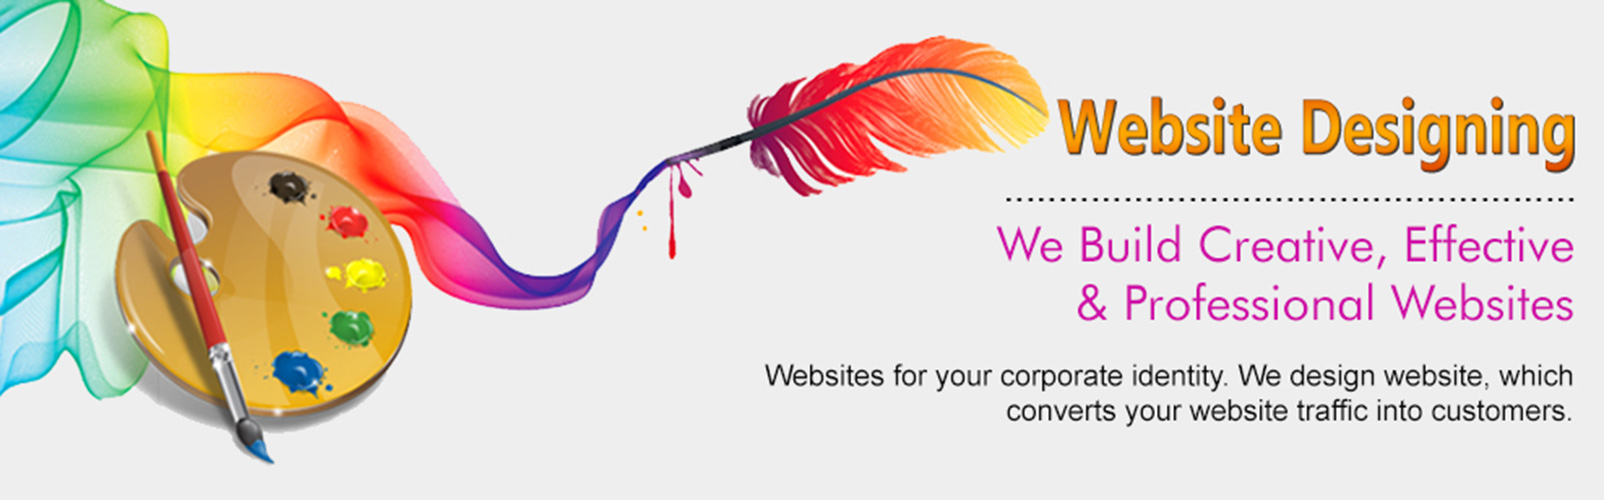 Website Designing
We Build Creative, Effective
& Professional Websites
Websites for your corporate identity. We design website, which
converts your website traffic into customers.